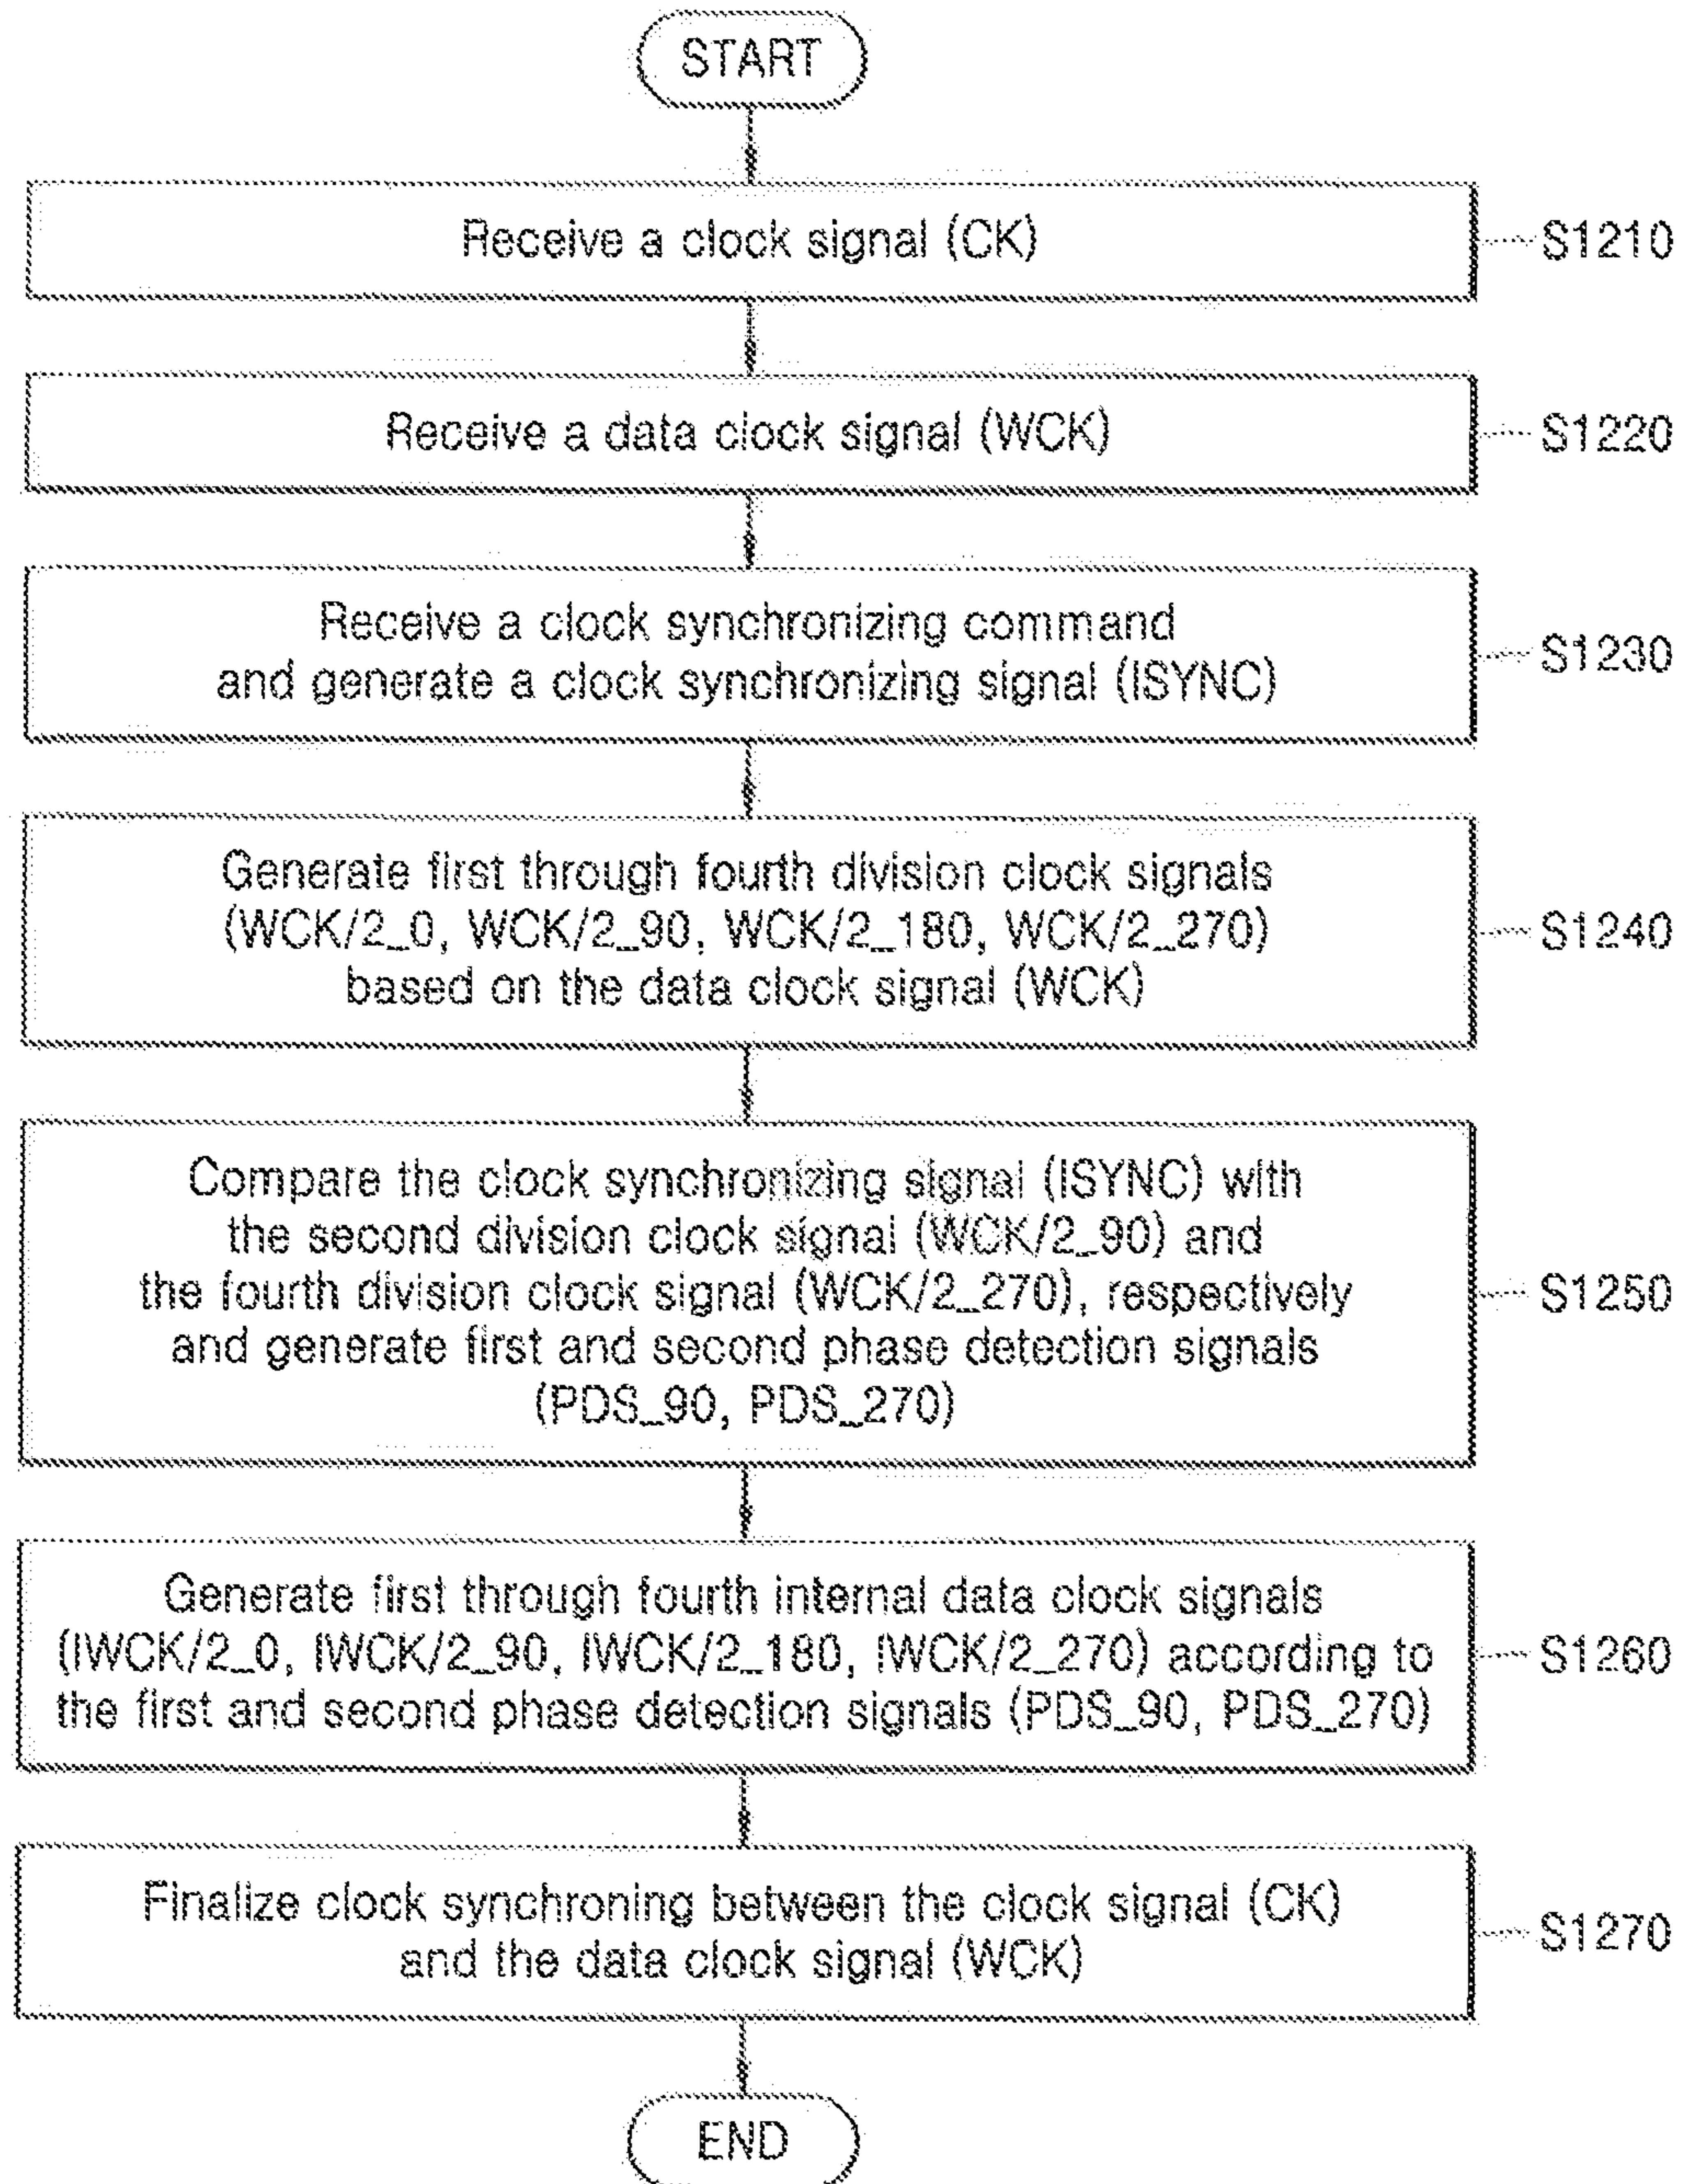 START
Receive a clock signal (CK)
S1210
Receive a data clock signal (WCK)
S1220
Receive a clock synchronizing command
and generate a clock synchronizing signal (ISYNC)
S1230
Generate first through fourth division clock signals
(WCK/2_0, WCK/2_90, WCK/2_180, WCK/2_270)
based on the data clock signal (WCK)
S1240
Compare the clock synchronizing signal (ISYNC) with
the second division clock signal (WCK/2_90) and
the fourth division clock signal (WCK/2_270), respectively
and generate first and second phase detection signals
(PDS_90, PDS_270)
S1250
Generate first through fourth internal data clock signals
(IWCK/2_0, IWCK/2_90, IWCK/2_180, IWCK/2_270) according to
the first and second phase detection signals (PDS_90, PDS_270)
S1260
Finalize clock synchroning between the clock signal (CK)
and the data clock signal (WCK)
S1270
END